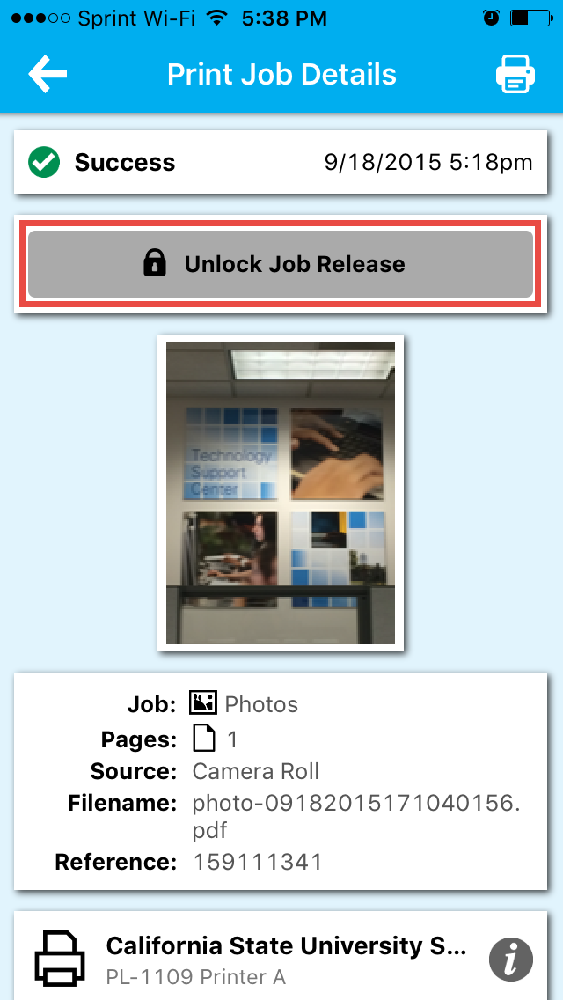 Sprint Wi-Fi 5:38 PM
Print Job Details
Success 9/18/2015 5:18pm
Unlock Job Release
Technology
Support
Center
Job: Photos
Pages: 1
Source: Camera Roll
Filename: photo-09182015171040156.
pdf
Reference: 159111341
California State University S...
PL-1109 Printer A